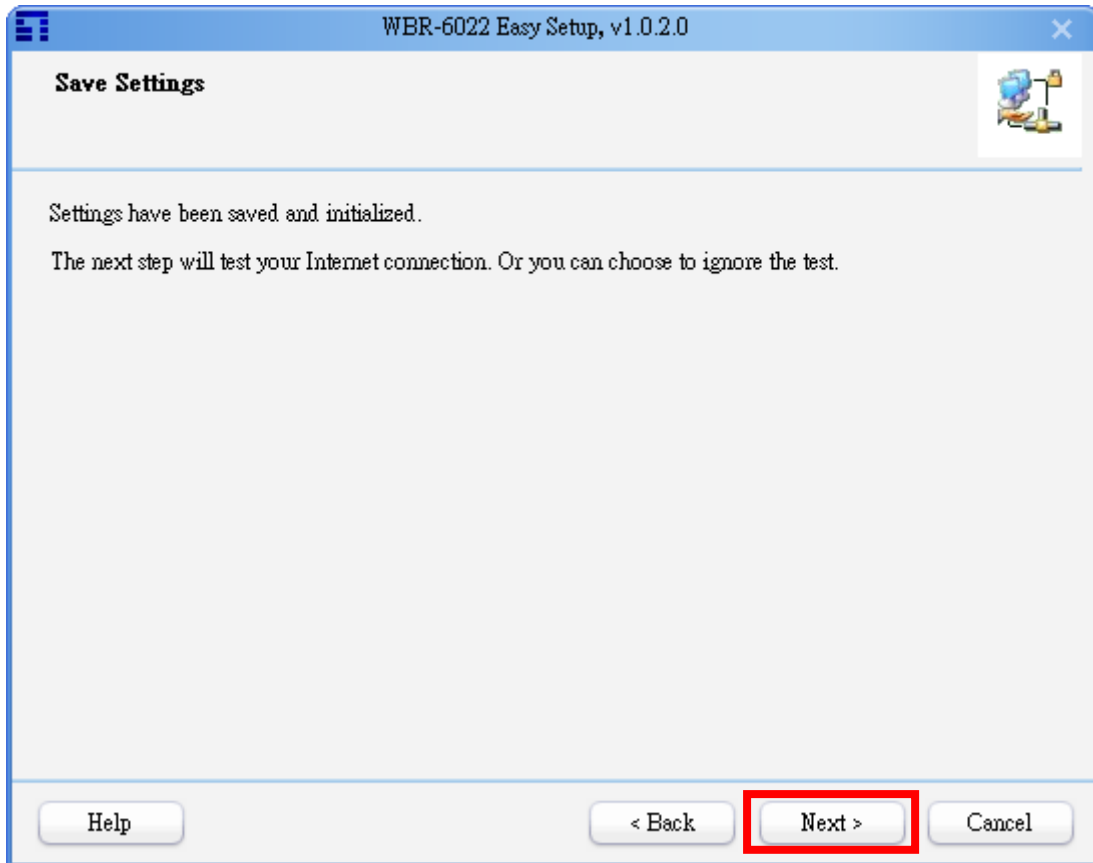 WBR-6022 Easy Setup, v1.0.2.0
Save Settings
Settings have been saved and initialized.
The next step will test your Internet connection. Or you can choose to ignore the test.
Help
< Back
Next >
Cancel